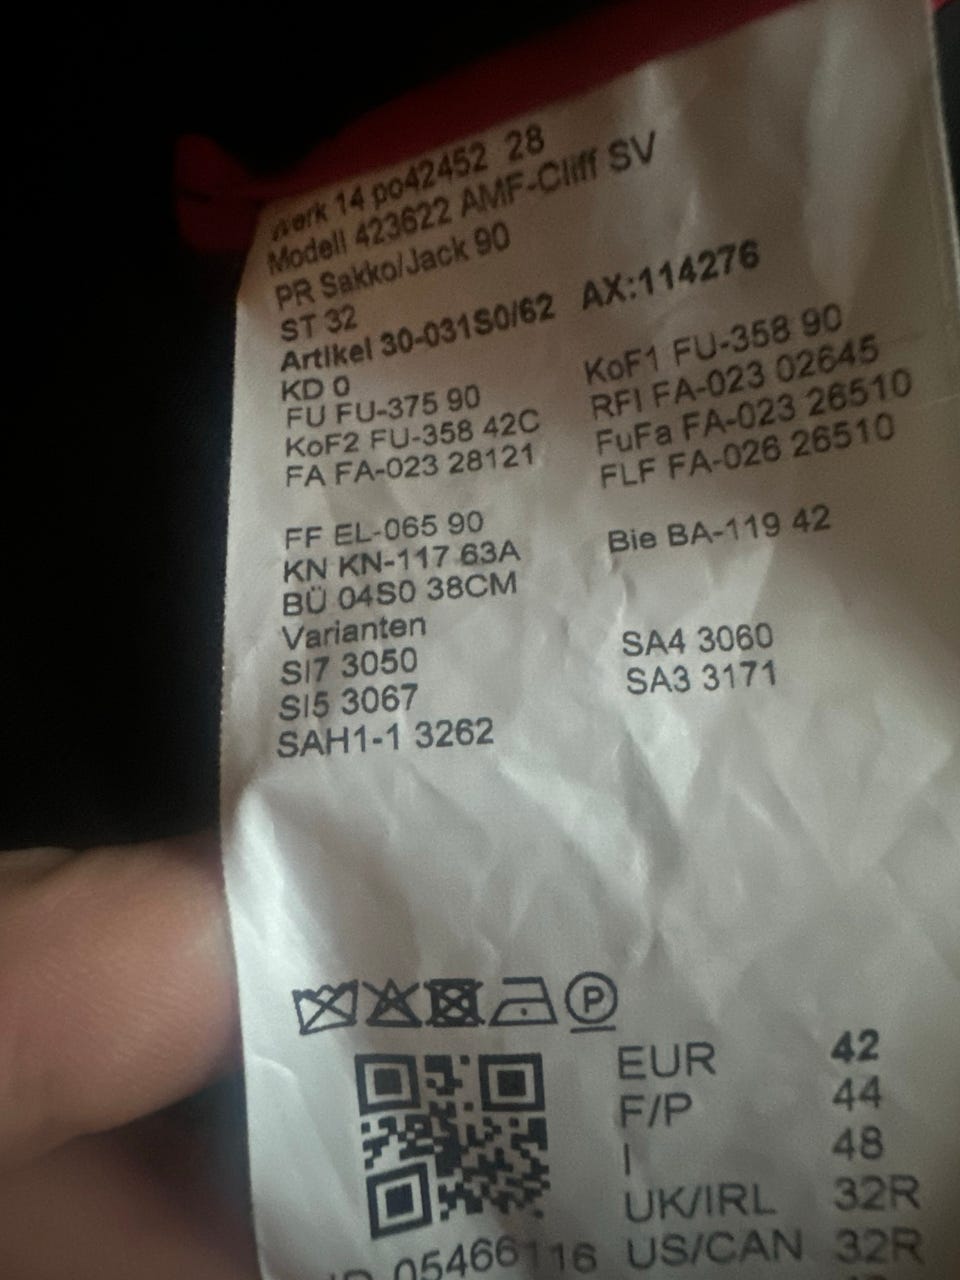 Werk 14 po42452 28
Modell 423622 AMF-Cliff SV
PR Sakko/Jack 90
ST 32
Artikel 30-031S0/62 AX:114276
KD 0
FU FU-375 90 KoF1 FU-358 90
KoF2 FU-358 42C RFI FA-023 02645
FA FA-023 28121 FuFa FA-023 26510
FLF FA-026 26510
FF EL-065 90
KN KN-117 63A Bie BA-119 42
BÜ 04S0 38CM
Varianten
SI7 3050 SA4 3060
SI5 3067 SA3 3171
SAH1-1 3262
P
EUR 42
F/P 44
I 48
UK/IRL 32R
05466116 US/CAN 32R